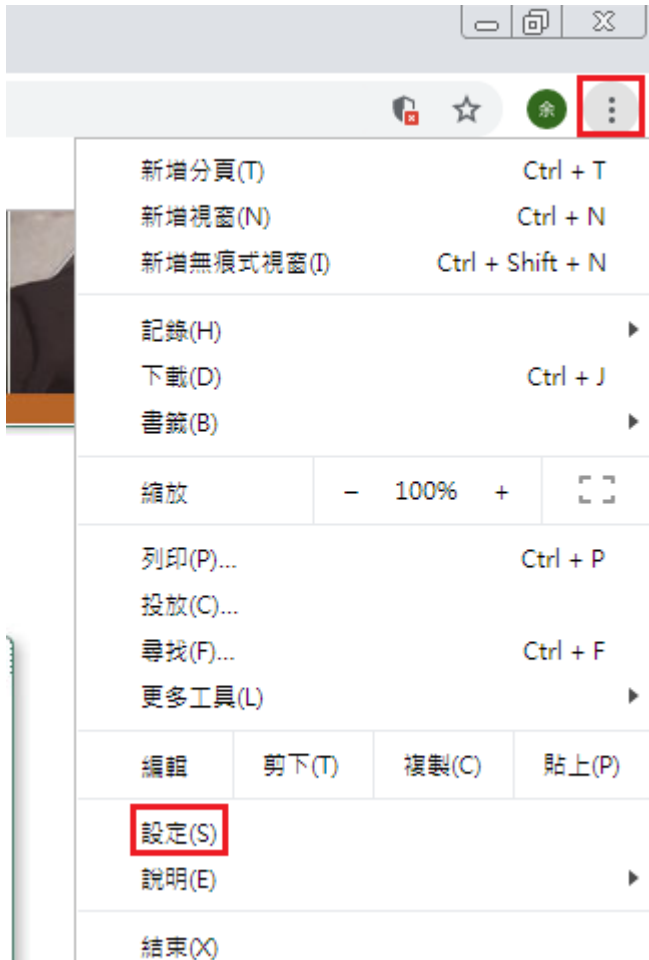 余
新增分頁(T) Ctrl + T
新增視窗(N) Ctrl + N
新增無痕式視窗(I) Ctrl + Shift + N
記錄(H)
下載(D) Ctrl + J
書籤(B)
縮放 − 100% +
列印(P)... Ctrl + P
投放(C)...
尋找(F)... Ctrl + F
更多工具(L)
編輯 剪下(T) 複製(C) 貼上(P)
設定(S)
說明(E)
結束(X)